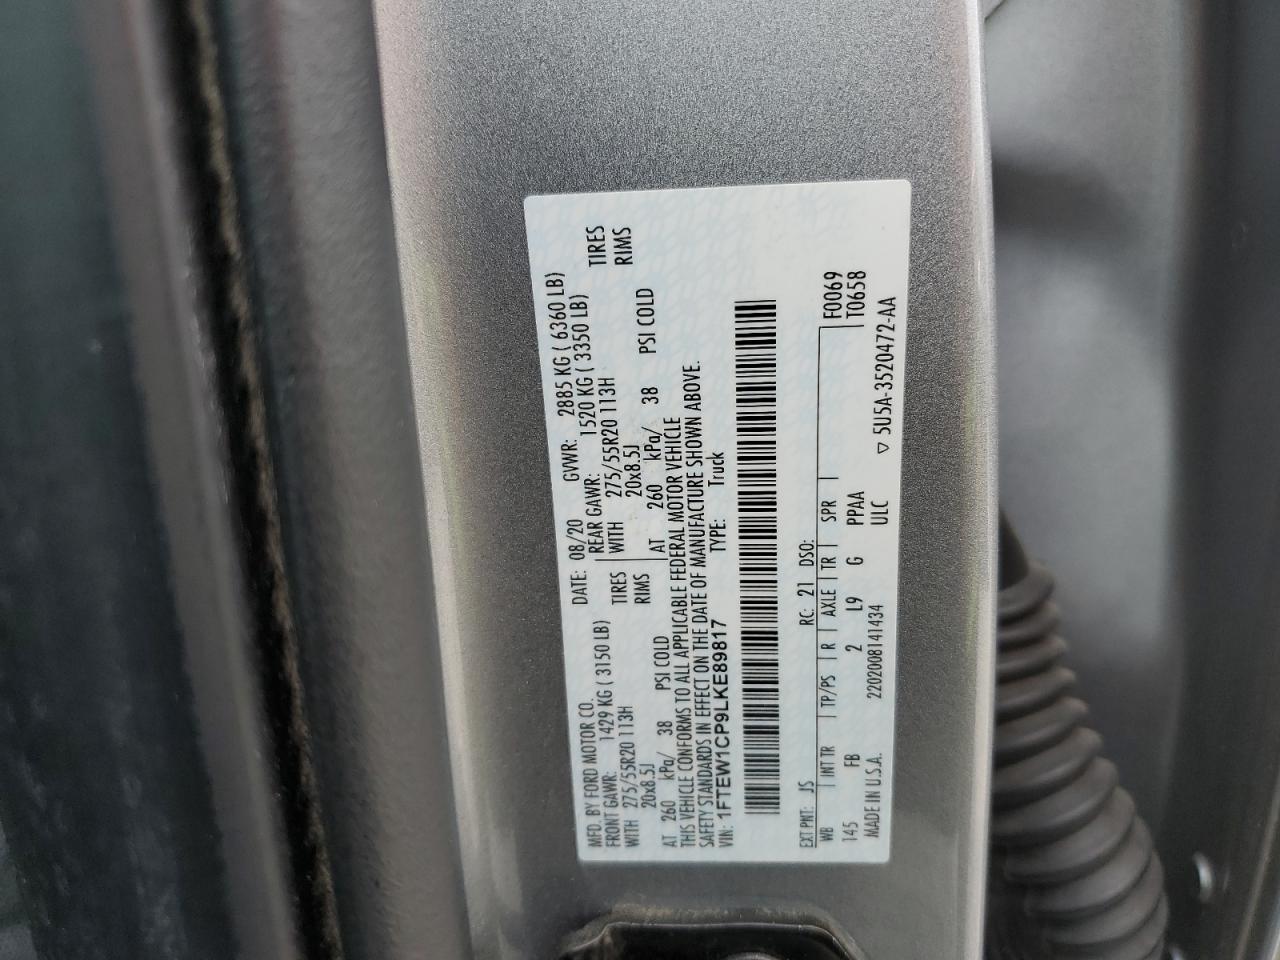 MFD. BY FORD MOTOR CO.
DATE: 08/20 GVWR: 2885 KG ( 6360 LB)
FRONT GAWR: 1429 KG ( 3150 LB) REAR GAWR: 1520 KG ( 3350 LB)
WITH 275/55R20 113H TIRES WITH 275/55R20 113H TIRES
20x8.5J RIMS 20x8.5J RIMS
AT 260 kPa/ 38 PSI COLD AT 260 kPa/ 38 PSI COLD
THIS VEHICLE CONFORMS TO ALL APPLICABLE FEDERAL MOTOR VEHICLE
SAFETY STANDARDS IN EFFECT ON THE DATE OF MANUFACTURE SHOWN ABOVE.
VIN: 1FTEW1CP9LKE89817 TYPE: Truck
EXT PNT: JS RC: 21 DSO: F0069
WB INT TR TP/PS R AXLE TR SPR T0658
145 FB 2 L9 G PPAA
ULC ▽ 5U5A-3520472-AA
MADE IN U.S.A. 2202008141434